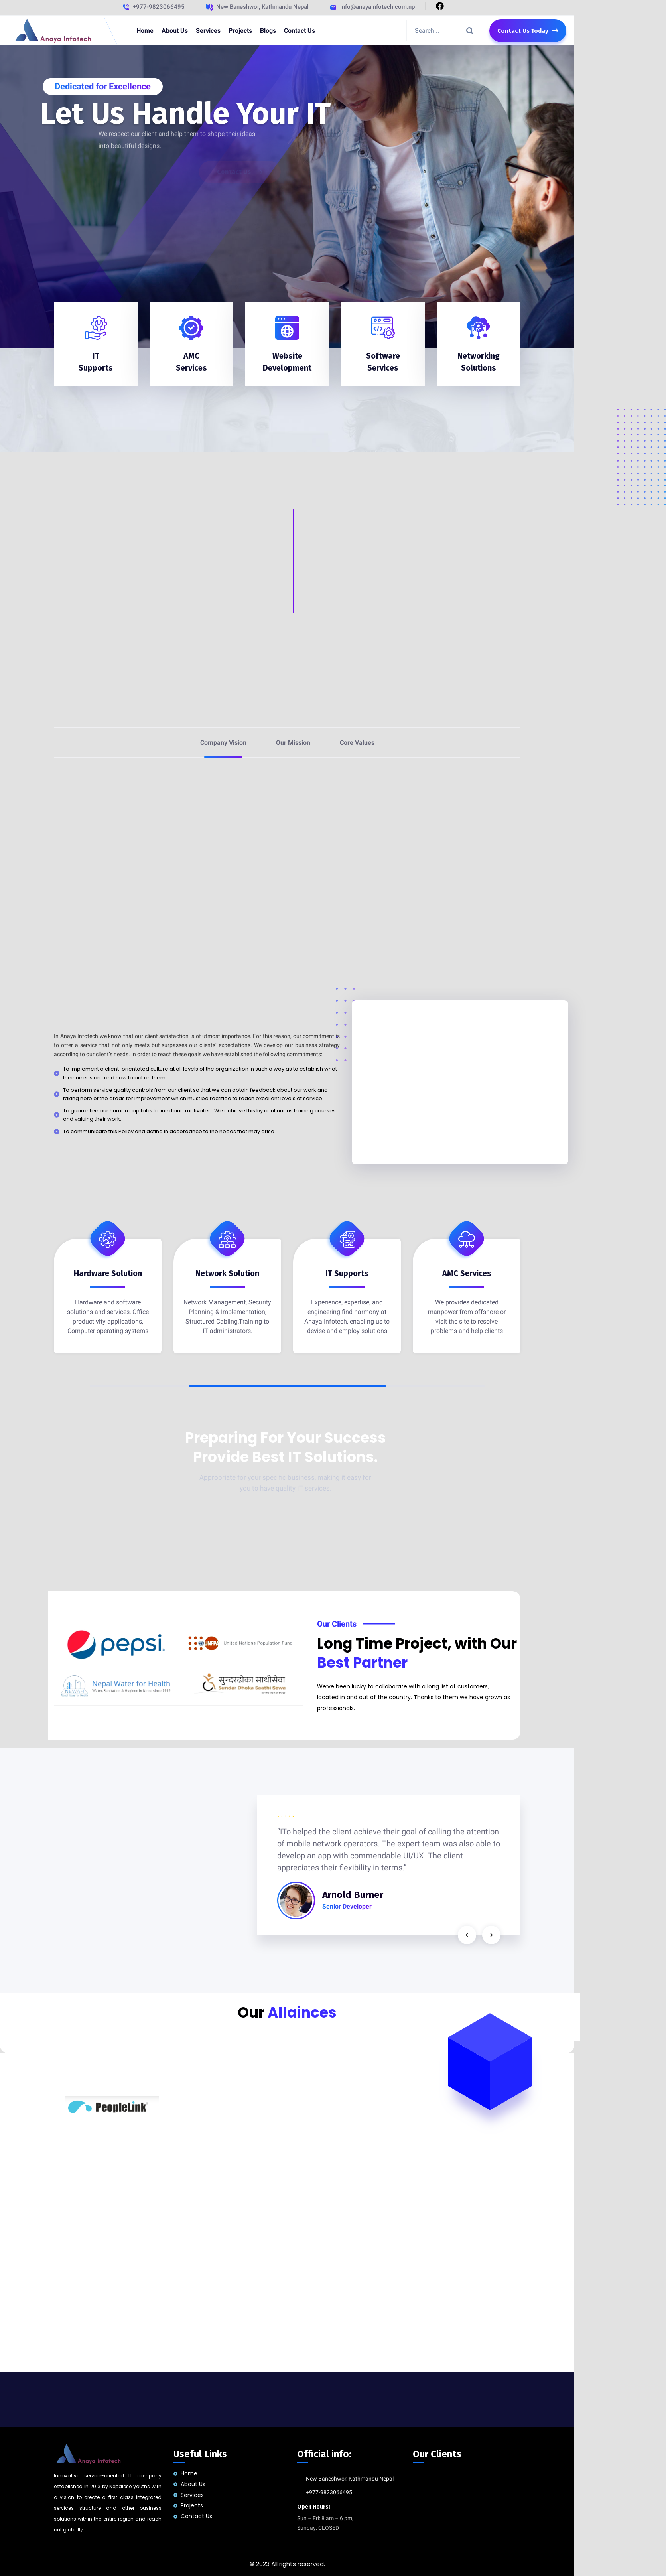 +977-9823066495
New Baneshwor, Kathmandu Nepal
info@anayainfotech.com.np
Anaya Infotech
Home
About Us
Services
Projects
Blogs
Contact Us
Search...
Contact Us Today
Dedicated for Excellence
Let Us Handle Your IT
We respect our client and help them to shape their ideas
into beautiful designs.
IT
Supports
AMC
Services
Website
Development
Software
Services
Networking
Solutions
Company Vision
Our Mission
Core Values
In Anaya Infotech we know that our client satisfaction is of utmost importance. For this reason, our commitment is
to offer a service that not only meets but surpasses our clients' expectations. We develop our business strategy
according to our client's needs. In order to reach these goals we have established the following commitments:
To implement a client-orientated culture at all levels of the organization in such a way as to establish what
their needs are and how to act on them.
To perform service quality controls from our client so that we can obtain feedback about our work and
taking note of the areas for improvement which must be rectified to reach excellent levels of service.
To guarantee our human capital is trained and motivated. We achieve this by continuous training courses
and valuing their work.
To communicate this Policy and acting in accordance to the needs that may arise.
Hardware Solution
Hardware and software
solutions and services, Office
productivity applications,
Computer operating systems
Network Solution
Network Management, Security
Planning & Implementation,
Structured Cabling,Training to
IT administrators.
IT Supports
Experience, expertise, and
engineering find harmony at
Anaya Infotech, enabling us to
devise and employ solutions
AMC Services
We provides dedicated
manpower from offshore or
visit the site to resolve
problems and help clients
Preparing For Your Success
Provide Best IT Solutions.
Approximate for your specific business, making it easy for
you to have quality IT services.
pepsi
UNFPA
United Nations Population Fund
Nepal Water for Health
सुन्दरढोका साथीसेवा
Sundar Dhoka Saathi Sewa
Our Clients
Long Time Project, with Our
Best Partner
We've been lucky to collaborate with a long list of customers,
located in and out of the country. Thanks to them we have grown as
professionals.
"ITo helped the client achieve their goal of calling the attention
of mobile network operators. The expert team was also able to
develop an app with commendable UI/UX. The client
appreciates their flexibility in terms."
Arnold Burner
Senior Developer
Our Allainces
PeopleLink
Anaya Infotech
Innovative service-oriented IT company
established in 2013 by Nepalese youths with
a vision to create a first-class integrated
services structure and other business
solutions within the entire region and reach
out globally.
Useful Links
Home
About Us
Services
Projects
Contact Us
Official info:
New Baneshwor, Kathmandu Nepal
+977-9823066495
Opes Hours:
Sun – Fri: 8 am – 6 pm,
Sunday: CLOSED
Our Clients
© 2023 All rights reserved.